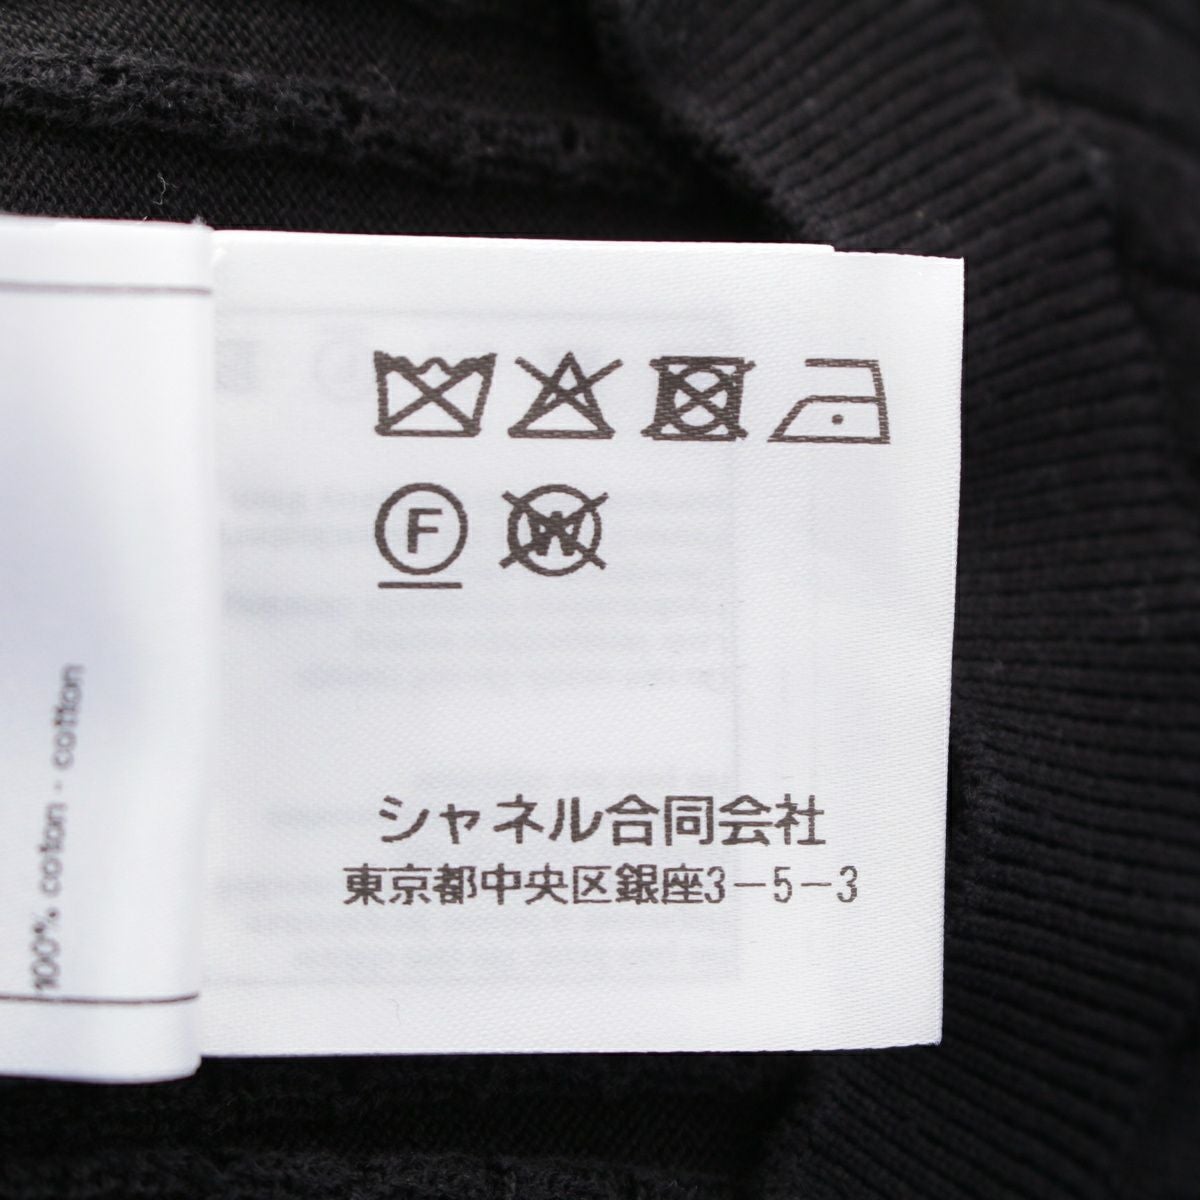 F W
シャネル合同会社
東京都中央区銀座3-5-3
100% coton - cotton